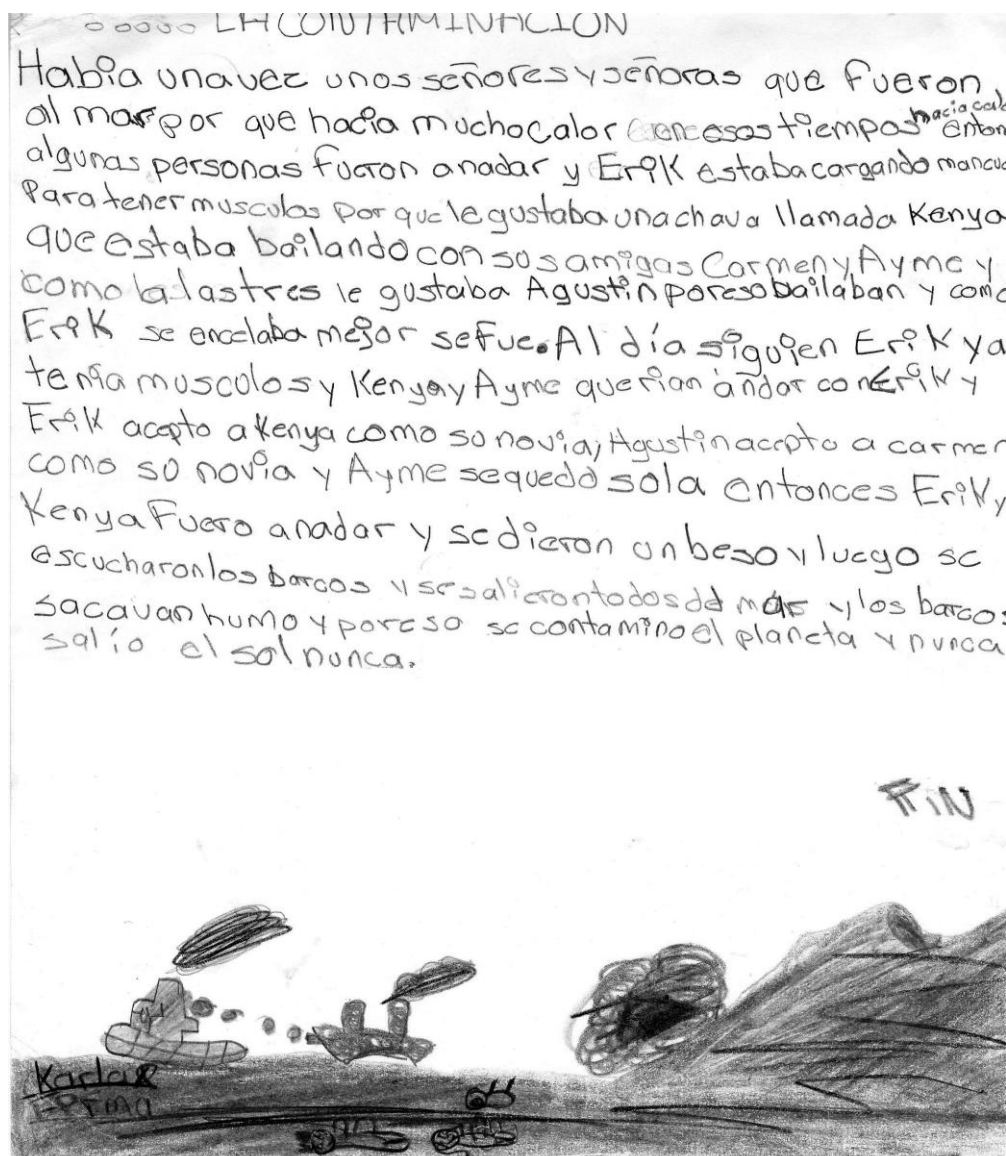 LA CONTAMINACION
Habia una vez unos señores y señoras que fueron
al mar por que hacia mucho calor en esos tiempos hacia calor enton
algunas personas fueron a nadar y Erik estaba cargando mancue
Para tener musculos por que le gustaba una chava llamada Kenya
que estaba bailando con sus amigas Carmen y Ayme y
como a las tres le gustaba Agustin por eso bailaban y como
Erik se encelaba mejor se fue. Al día siguien Erik ya
tenia musculos y Kenya y Ayme querian andar con Erik y
Erik acepto a Kenya como so novia, Agustin acepto a carmen
como so novia y Ayme se quedo sola entonces Erik y
Kenya Fuero a nadar y se dieron un beso y luego se
escucharon los barcos y se salieron todos del mar y los barcos
sacavan humo y por eso se contamino el planeta y nunca
salío el sol nunca.
FIN
Karla